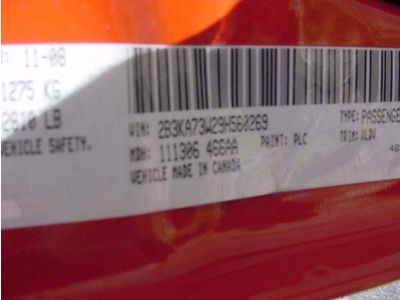 11-08
1275 KG
2810 LB
VEHICLE SAFETY.
VIN: 2B3KA73W29H560269
TYPE: PASSENGE
MDH: 111306 466AA
PAINT: PLC
TRIM: VLDV
VEHICLE MADE IN CANADA